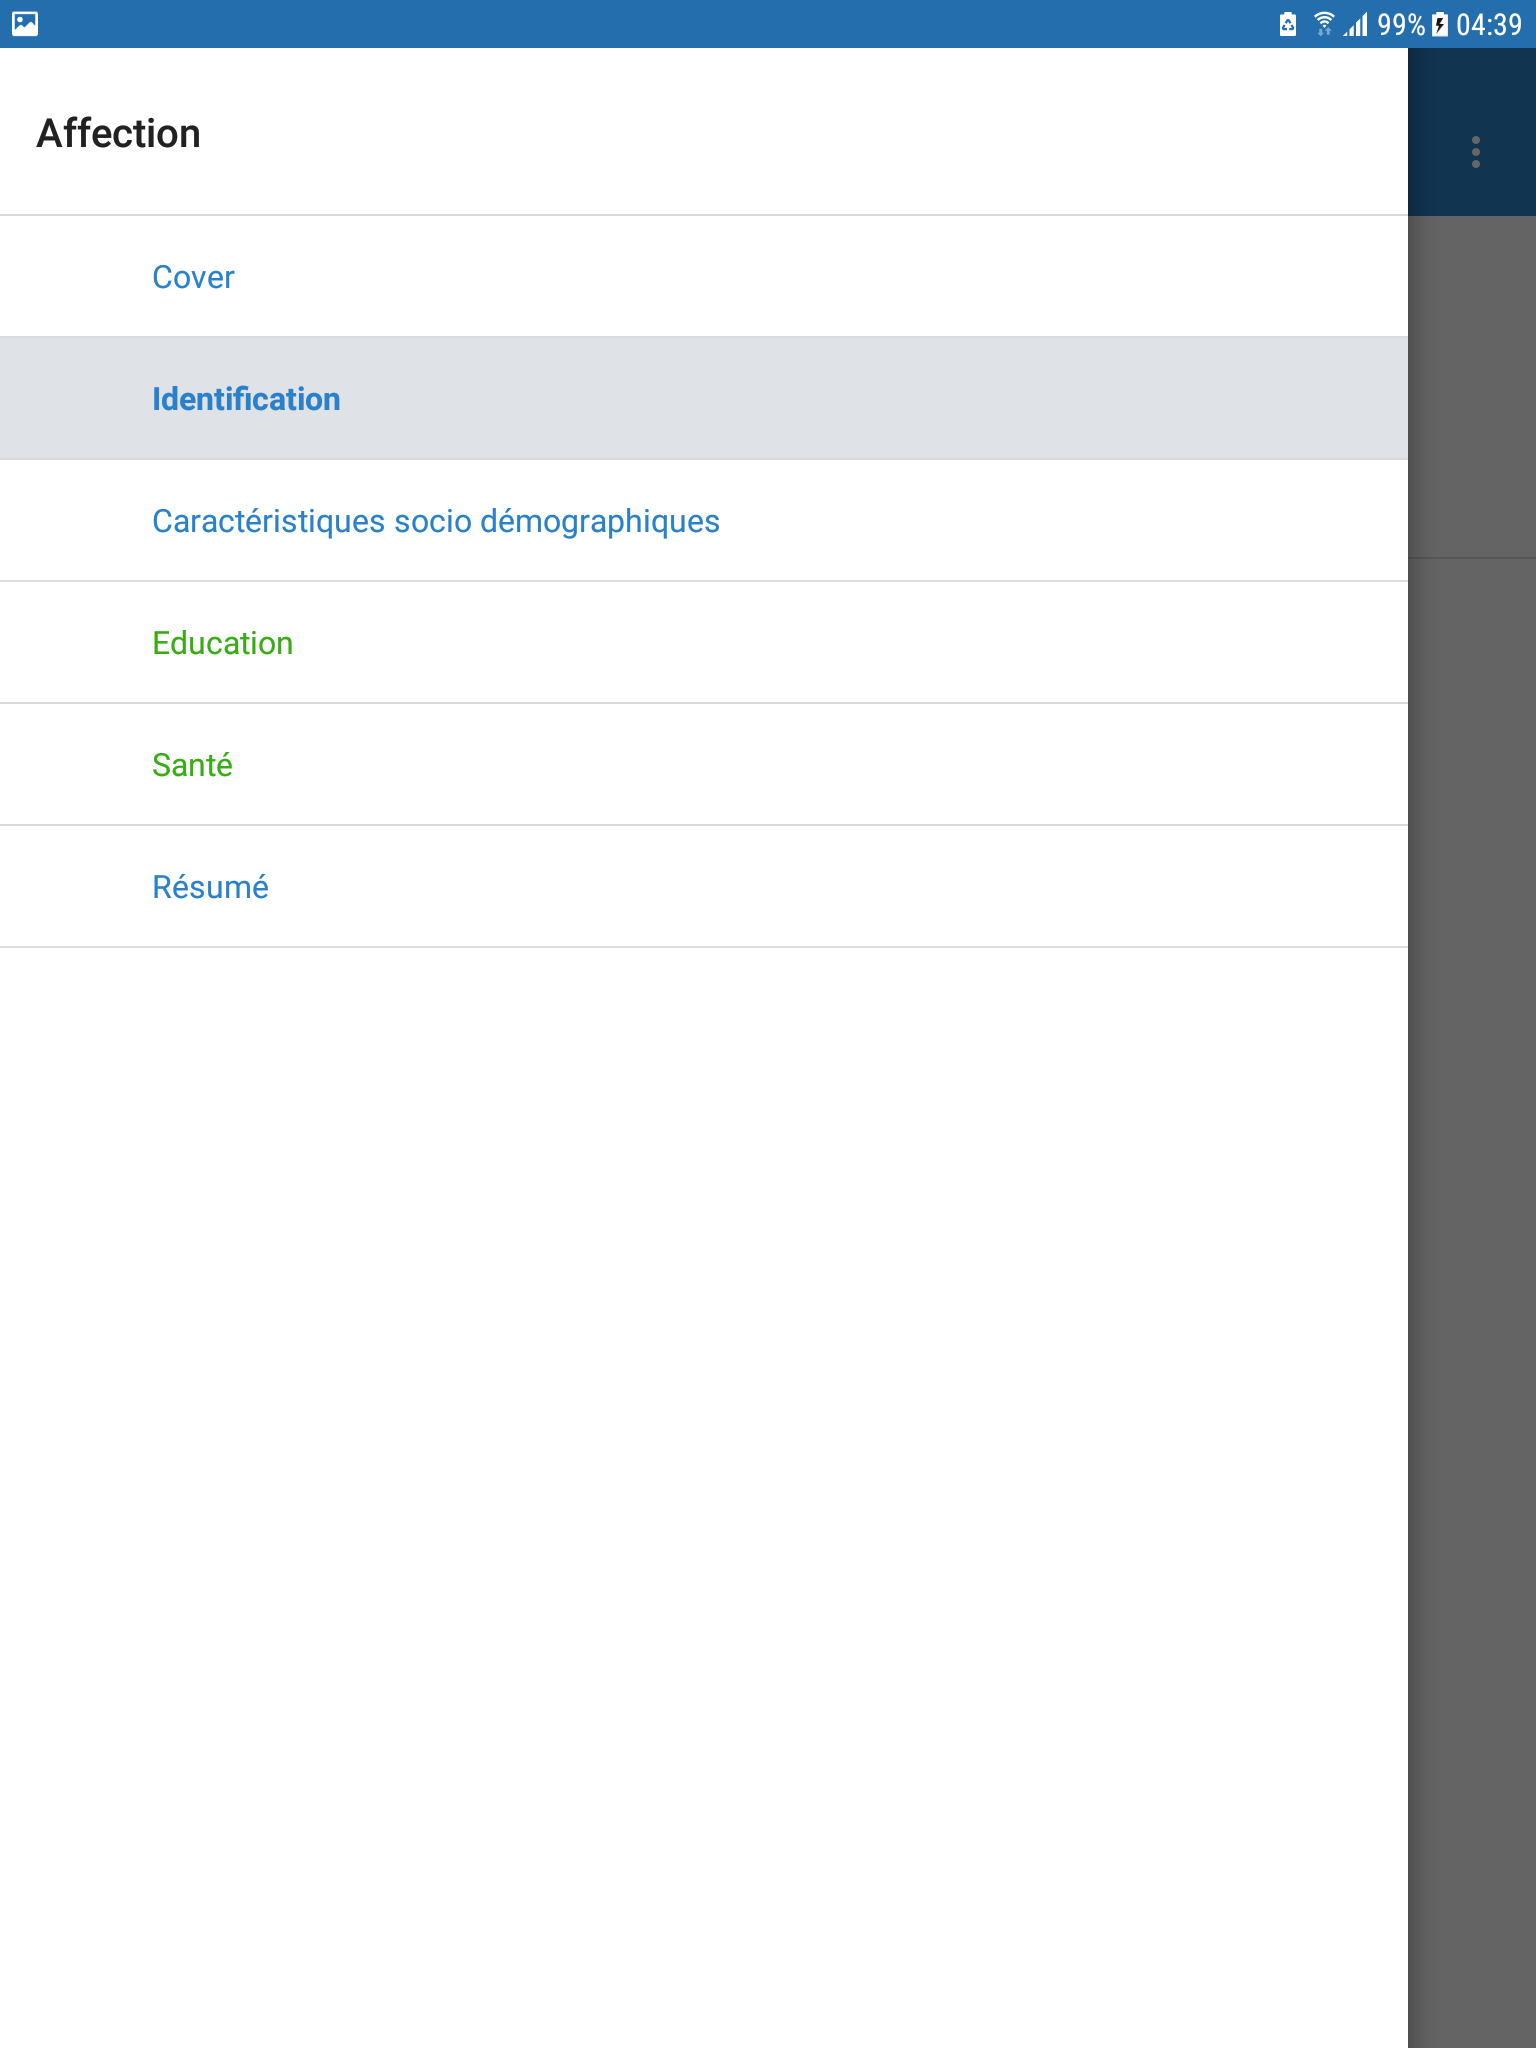 99% 04:39
Affection
Cover
Identification
Caractéristiques socio démographiques
Education
Santé
Résumé